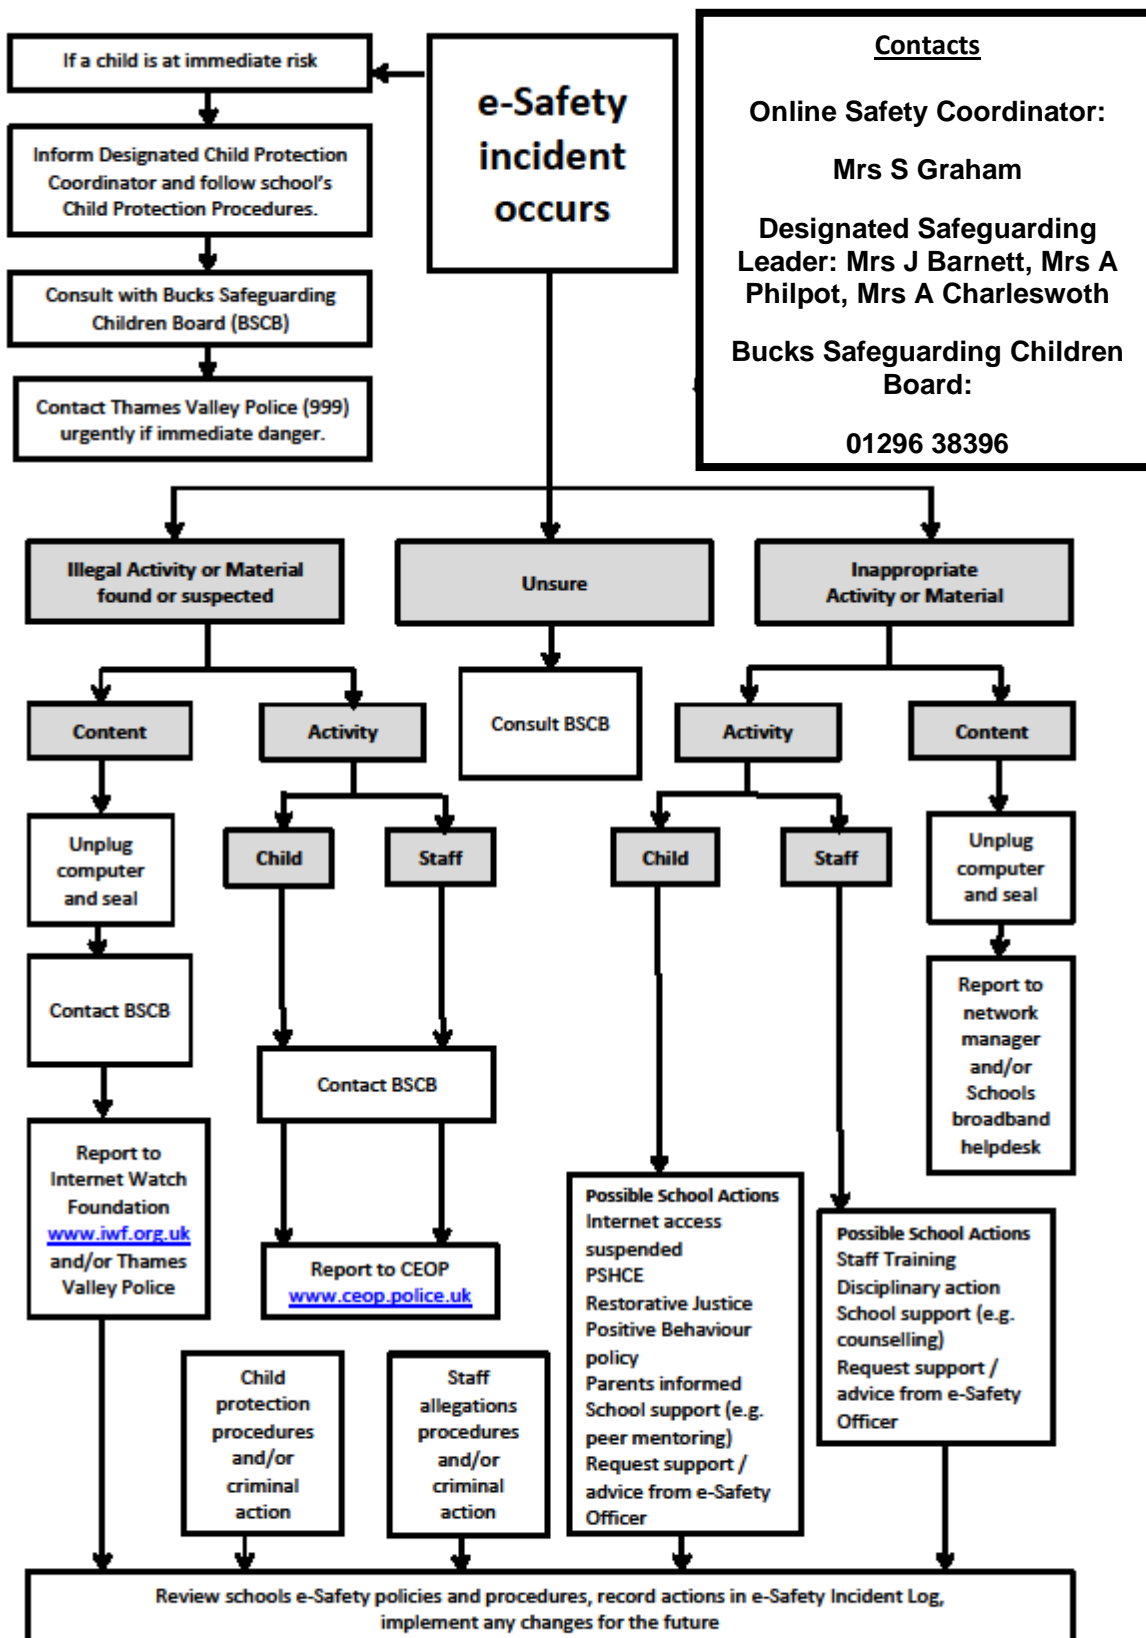 If a child is at immediate risk
Inform Designated Child Protection
Coordinator and follow school's
Child Protection Procedures.
Consult with Bucks Safeguarding
Children Board (BSCB)
Contact Thames Valley Police (999)
urgently if immediate danger.
e-Safety
incident
occurs
Contacts
Online Safety Coordinator:
Mrs S Graham
Designated Safeguarding
Leader: Mrs J Barnett, Mrs A
Philpot, Mrs A Charleswoth
Bucks Safeguarding Children
Board:
01296 38396
Illegal Activity or Material
found or suspected
Unsure
Inappropriate
Activity or Material
Content
Activity
Consult BSCB
Activity
Content
Unplug
computer
and seal
Child
Staff
Child
Staff
Unplug
computer
and seal
Contact BSCB
Contact BSCB
Report to
network
manager
and/or
Schools
broadband
helpdesk
Report to
Internet Watch
Foundation
www.iwf.org.uk
and/or Thames
Valley Police
Report to CEOP
www.ceop.police.uk
Possible School Actions
Internet access
suspended
PSHCE
Restorative Justice
Positive Behaviour
policy
Parents informed
School support (e.g.
peer mentoring)
Request support /
advice from e-Safety
Officer
Possible School Actions
Staff Training
Disciplinary action
School support (e.g.
counselling)
Request support /
advice from e-Safety
Officer
Child
protection
procedures
and/or
criminal
action
Staff
allegations
procedures
and/or
criminal
action
Review schools e-Safety policies and procedures, record actions in e-Safety Incident Log,
implement any changes for the future